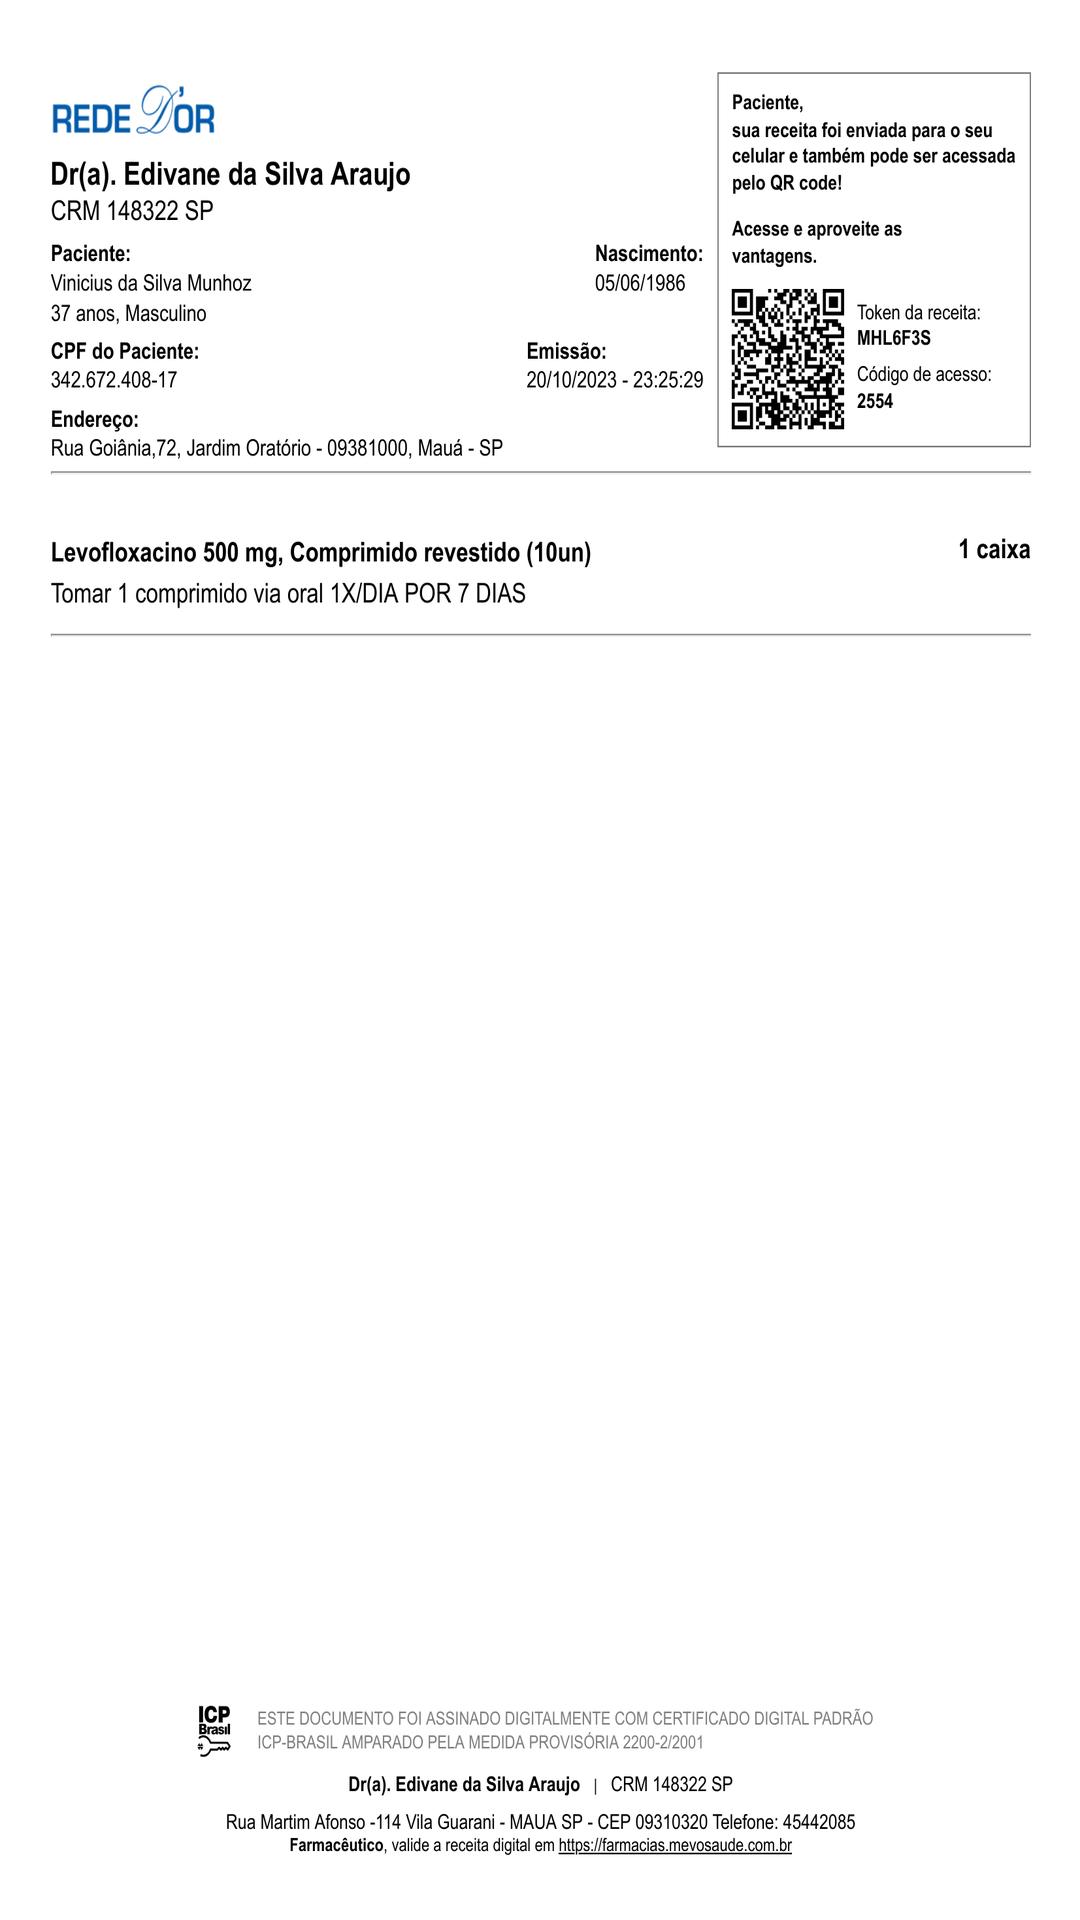 REDE D'OR
Dr(a). Edivane da Silva Araujo
CRM 148322 SP
Paciente:
Vinicius da Silva Munhoz
37 anos, Masculino
Nascimento:
05/06/1986
CPF do Paciente:
342.672.408-17
Emissão:
20/10/2023 - 23:25:29
Endereço:
Rua Goiânia,72, Jardim Oratório - 09381000, Mauá - SP
Paciente,
sua receita foi enviada para o seu
celular e também pode ser acessada
pelo QR code!
Acesse e aproveite as
vantagens.
Token da receita:
MHL6F3S
Código de acesso:
2554
Levofloxacino 500 mg, Comprimido revestido (10un) 1 caixa
Tomar 1 comprimido via oral 1X/DIA POR 7 DIAS
ICP
Brasil
ESTE DOCUMENTO FOI ASSINADO DIGITALMENTE COM CERTIFICADO DIGITAL PADRÃO
ICP-BRASIL AMPARADO PELA MEDIDA PROVISÓRIA 2200-2/2001
Dr(a). Edivane da Silva Araujo | CRM 148322 SP
Rua Martim Afonso -114 Vila Guarani - MAUA SP - CEP 09310320 Telefone: 45442085
Farmacêutico, valide a receita digital em https://farmacias.mevosaude.com.br